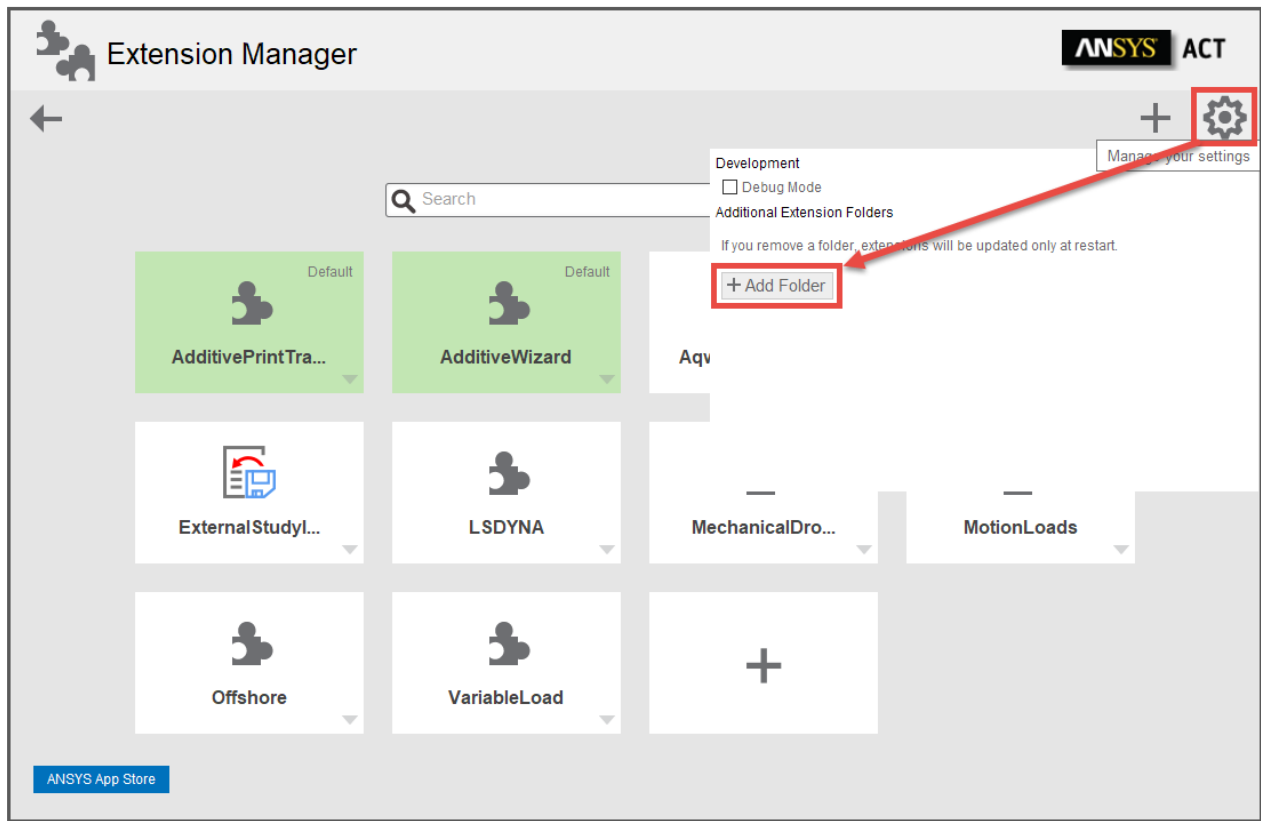 Extension Manager
ANSYS ACT
Manage your settings
Development
Debug Mode
Search
Additional Extension Folders
If you remove a folder, extensions will be updated only at restart.
+ Add Folder
Default
Default
AdditivePrintTra...
AdditiveWizard
Aqv
ExternalStudyI...
LSDYNA
MechanicalDro...
MotionLoads
Offshore
VariableLoad
ANSYS App Store